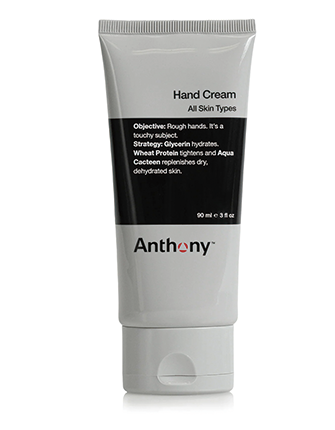 Hand Cream
All Skin Types
Objective: Rough hands. It's a
touchy subject.
Strategy: Glycerin hydrates.
Wheat Protein tightens and Aqua
Cacteen replenishes dry,
dehydrated skin.
90 ml ℮ 3 fl oz
Anthony™